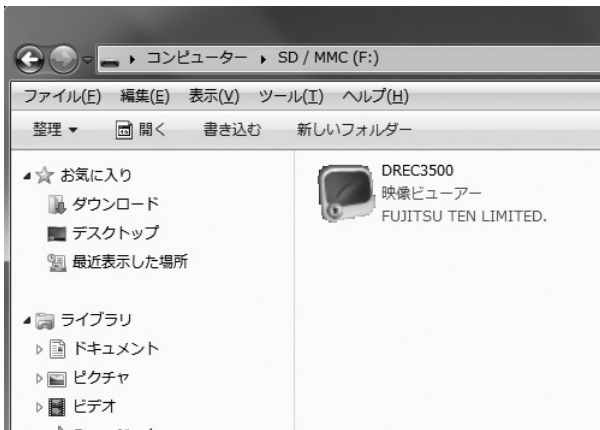 コンピューター ▸ SD / MMC (F:)
ファイル(F) 編集(E) 表示(V) ツール(T) ヘルプ(H)
整理 ▼ 開く 書き込む 新しいフォルダー
お気に入り
ダウンロード
デスクトップ
最近表示した場所
ライブラリ
ドキュメント
ピクチャ
ビデオ
DREC3500
映像ビューアー
FUJITSU TEN LIMITED.